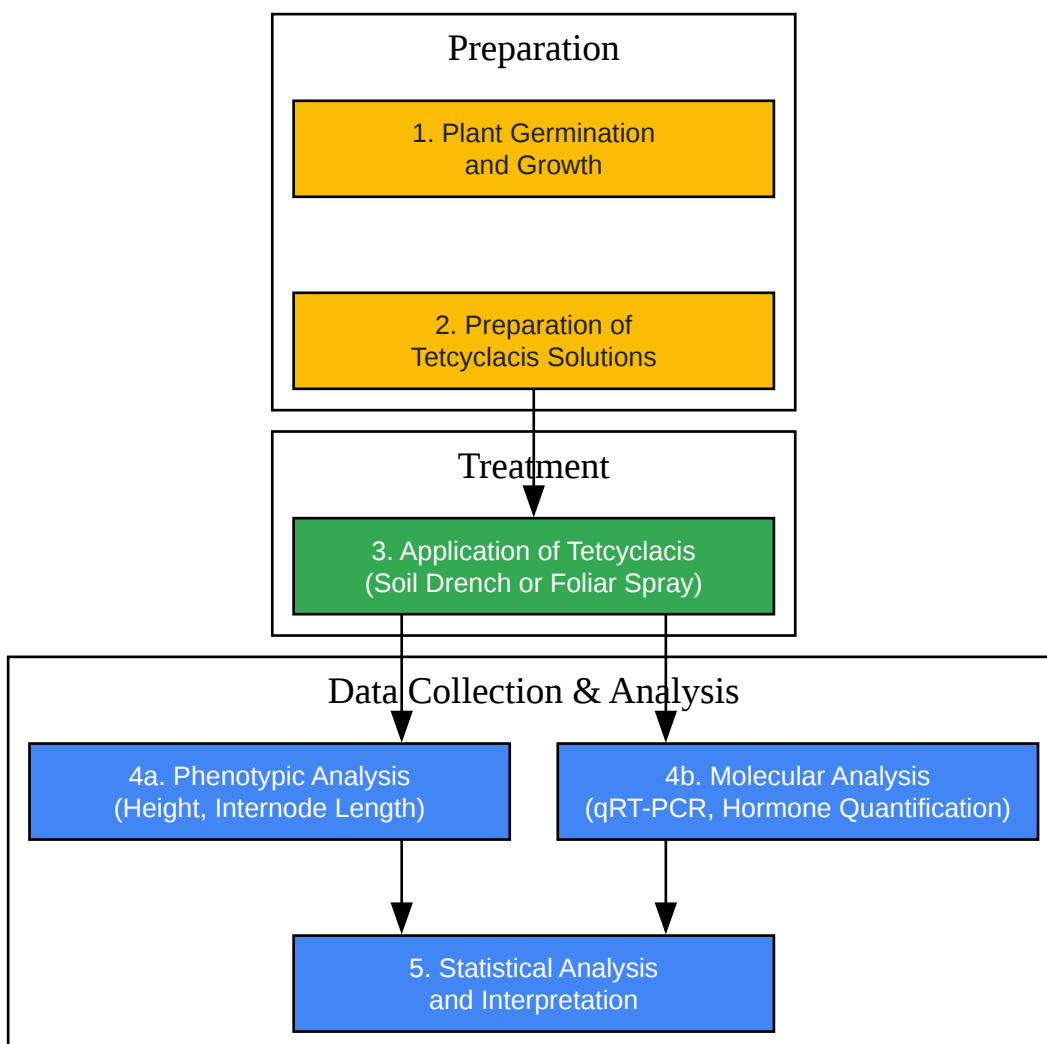 Preparation
1. Plant Germination
and Growth
2. Preparation of
Tetcyclacis Solutions
Treatment
3. Application of Tetcyclacis
(Soil Drench or Foliar Spray)
Data Collection & Analysis
4a. Phenotypic Analysis
(Height, Internode Length)
4b. Molecular Analysis
(qRT-PCR, Hormone Quantification)
5. Statistical Analysis
and Interpretation